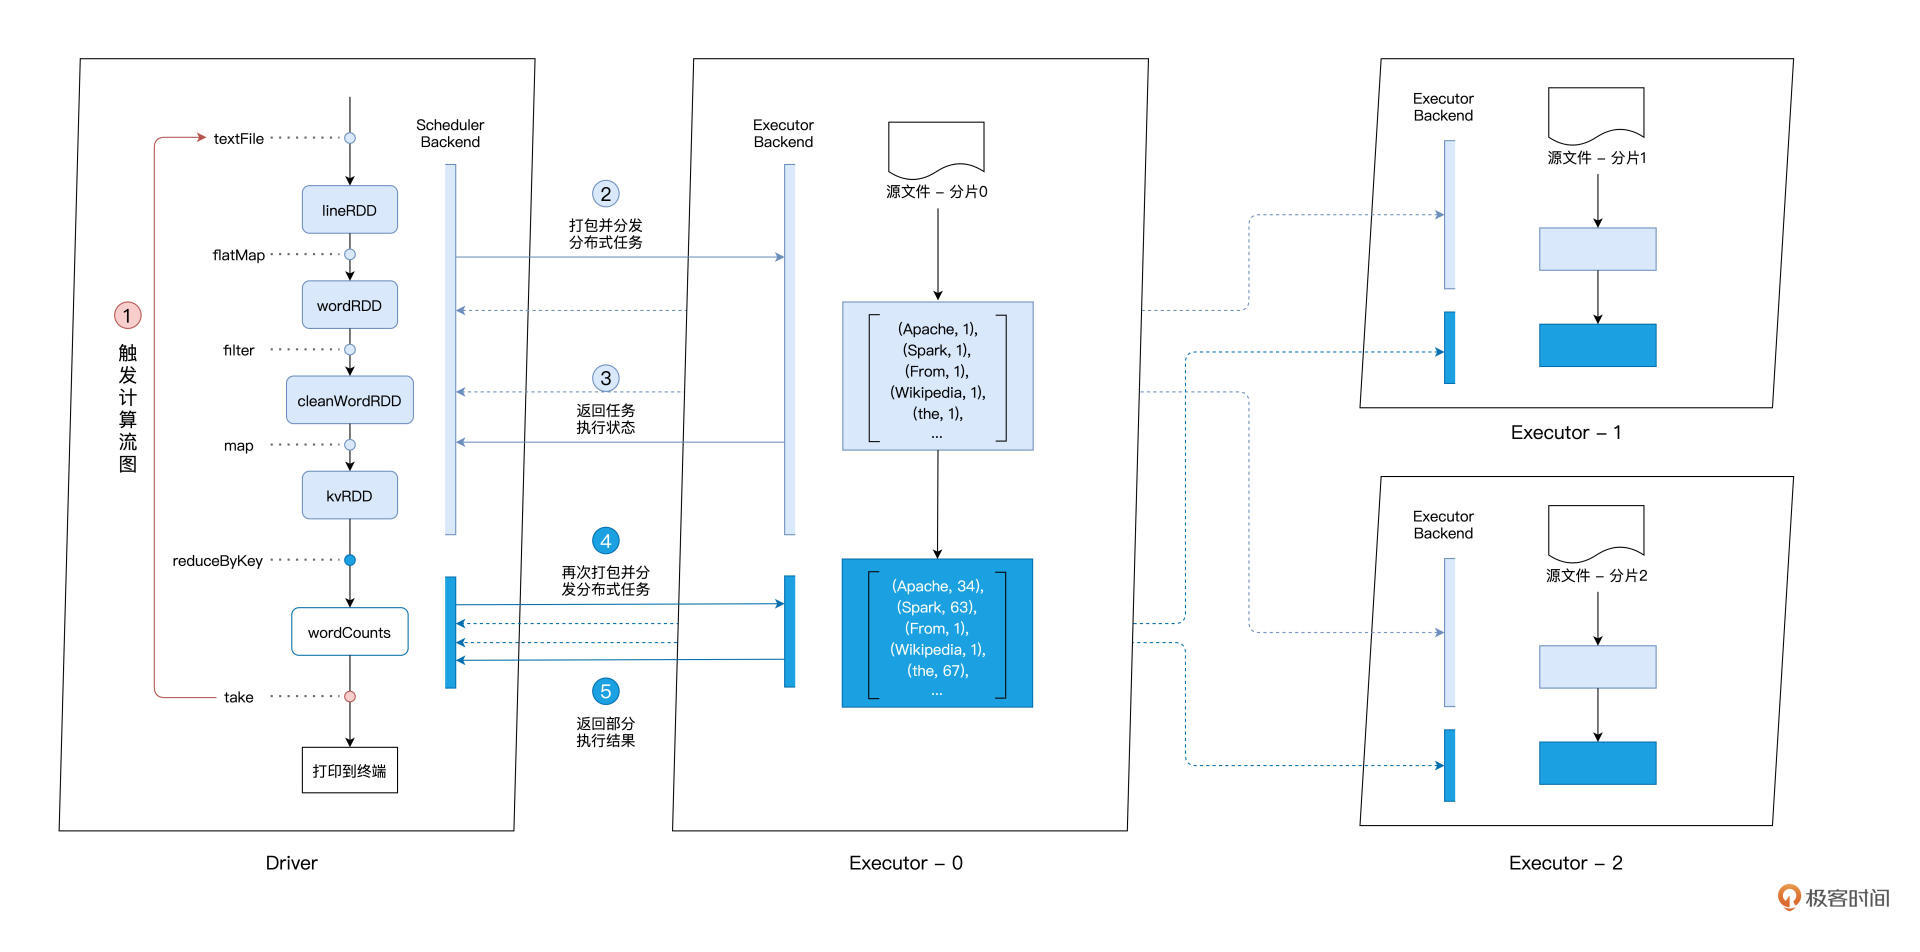 textFile
lineRDD
flatMap
wordRDD
filter
cleanWordRDD
map
kvRDD
reduceByKey
wordCounts
take
打印到终端
1
触发计算流图
Scheduler
Backend
Driver
2
打包并分发
分布式任务
3
返回任务
执行状态
4
再次打包并分
发分布式任务
5
返回部分
执行结果
Executor
Backend
源文件 – 分片0
(Apache, 1),
(Spark, 1),
(From, 1),
(Wikipedia, 1),
(the, 1),
...
(Apache, 34),
(Spark, 63),
(From, 1),
(Wikipedia, 1),
(the, 67),
...
Executor – 0
Executor
Backend
源文件 – 分片1
Executor – 1
Executor
Backend
源文件 – 分片2
Executor – 2
极客时间